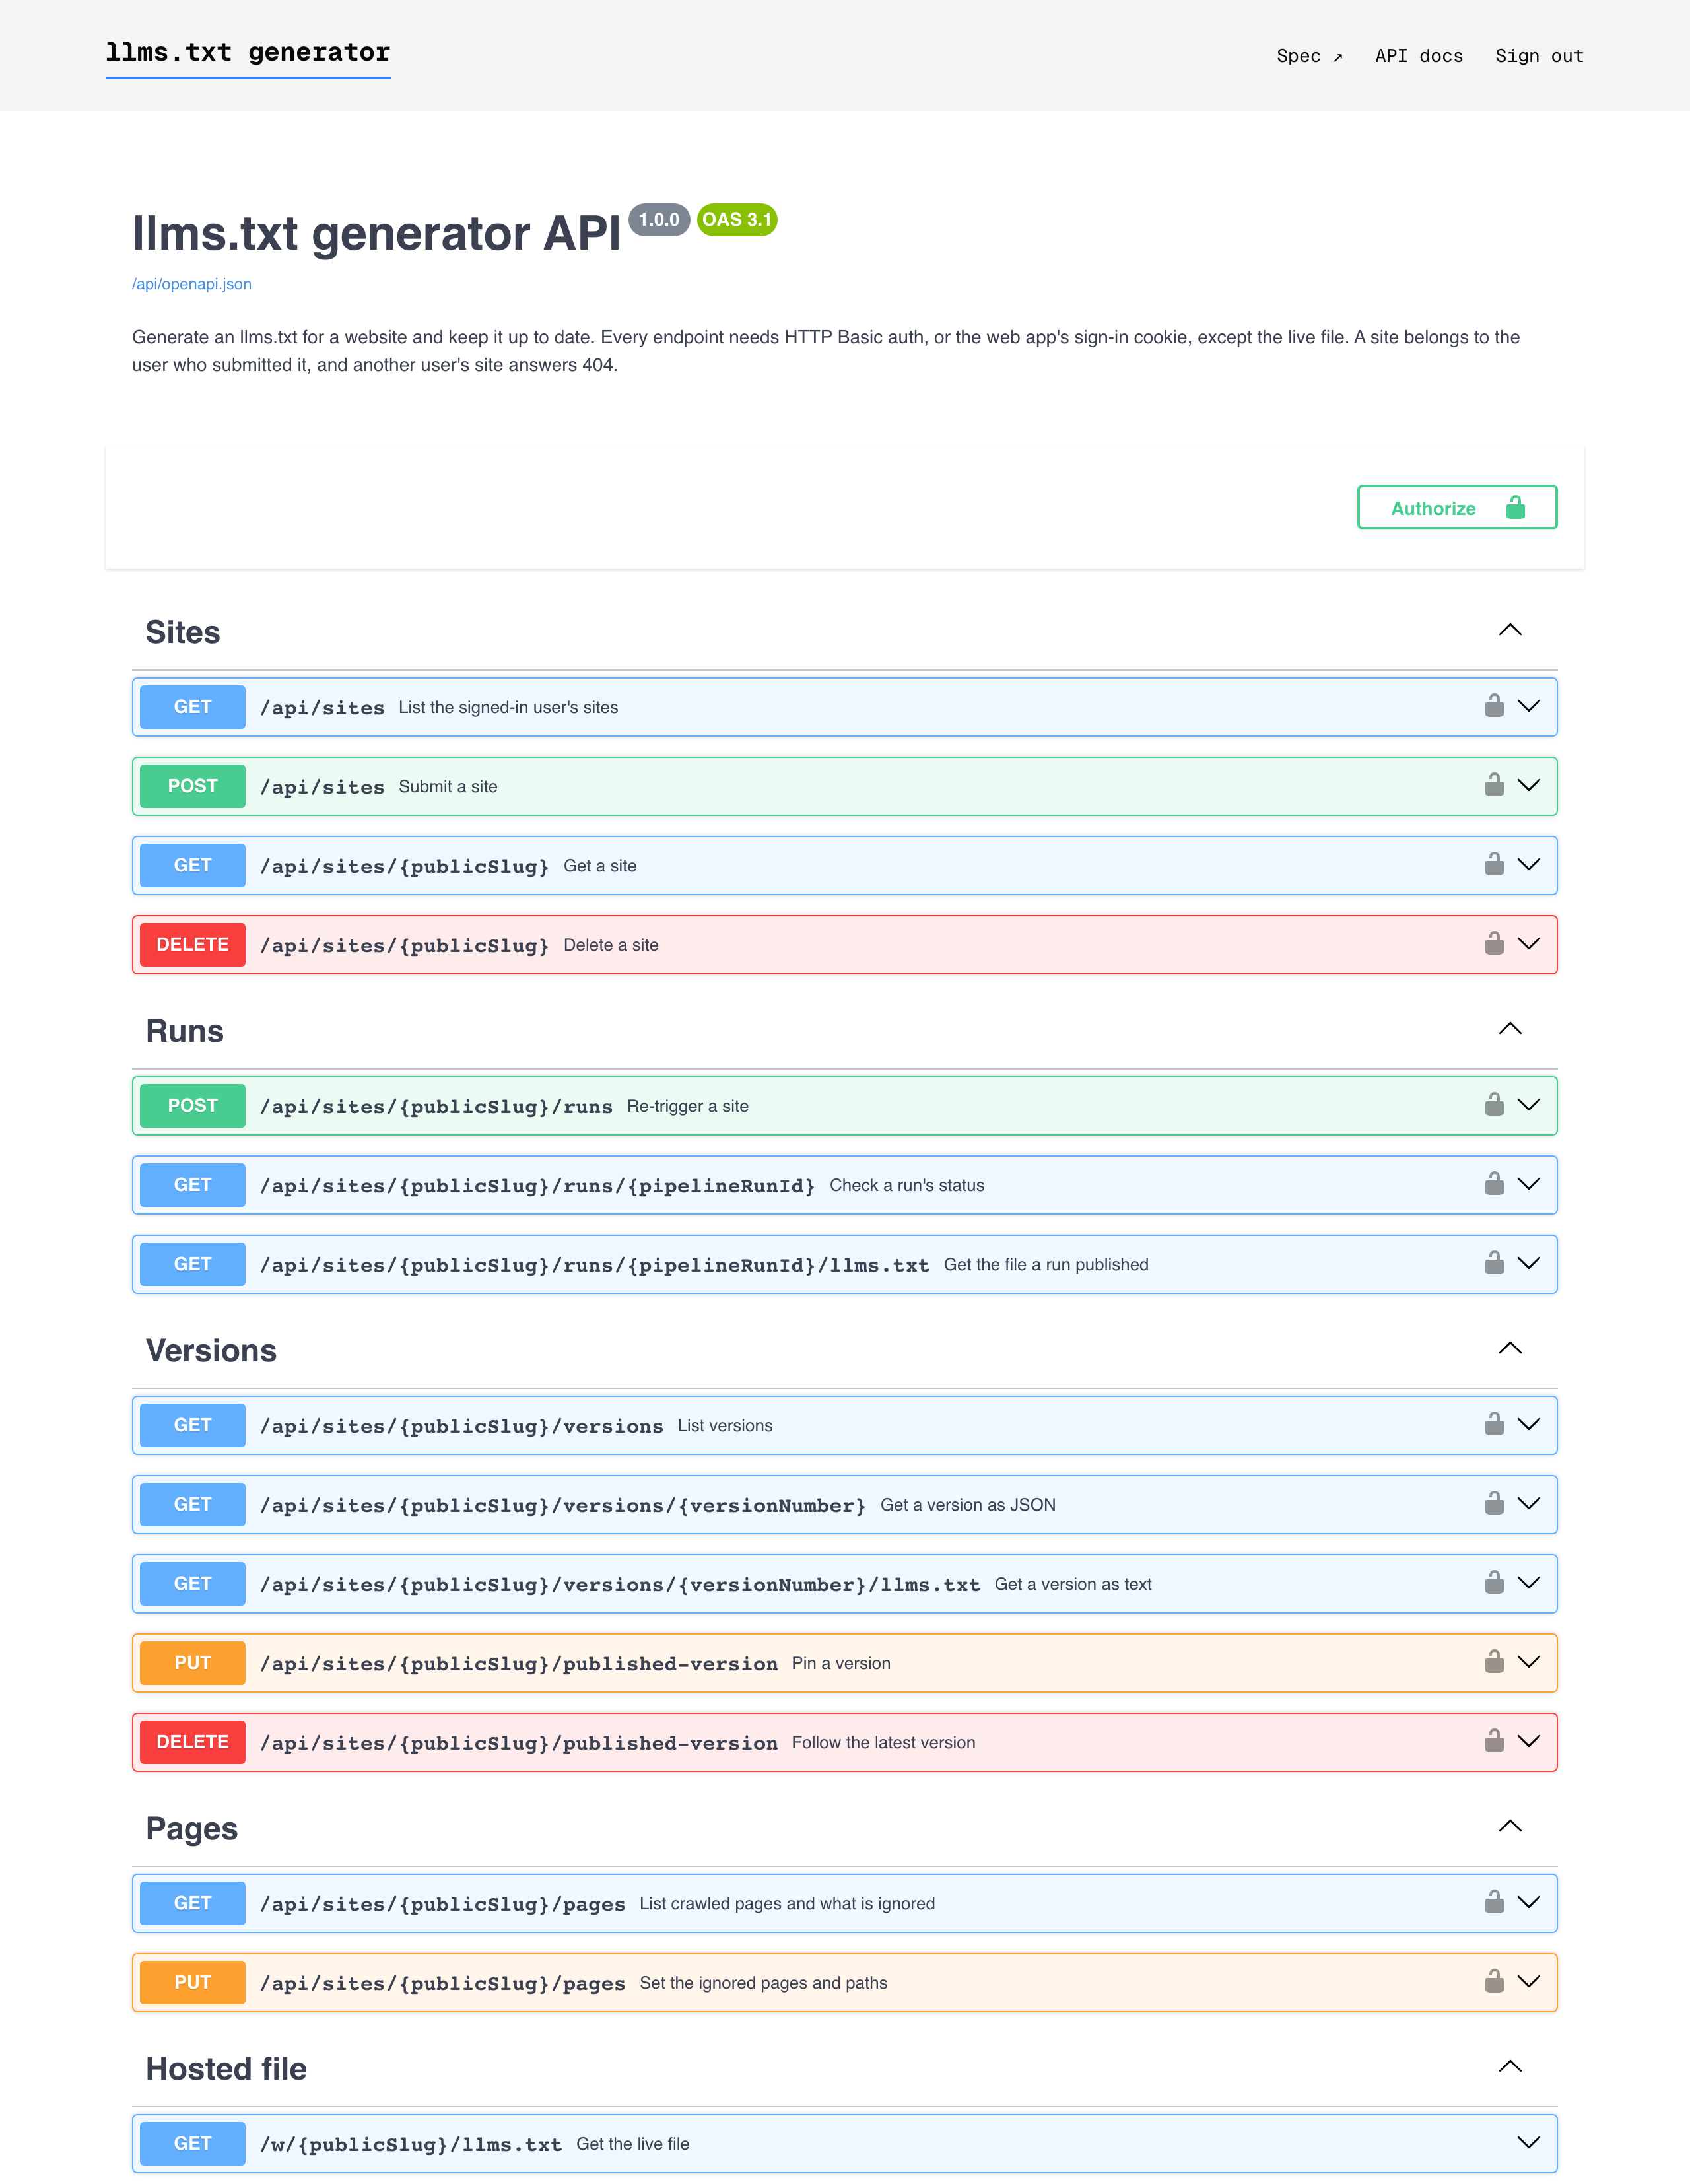 llms.txt generator
Spec ↗ API docs Sign out
llms.txt generator API 1.0.0 OAS 3.1
/api/openapi.json
Generate an llms.txt for a website and keep it up to date. Every endpoint needs HTTP Basic auth, or the web app's sign-in cookie, except the live file. A site belongs to the
user who submitted it, and another user's site answers 404.
Authorize
Sites
GET /api/sites List the signed-in user's sites
POST /api/sites Submit a site
GET /api/sites/{publicSlug} Get a site
DELETE /api/sites/{publicSlug} Delete a site
Runs
POST /api/sites/{publicSlug}/runs Re-trigger a site
GET /api/sites/{publicSlug}/runs/{pipelineRunId} Check a run's status
GET /api/sites/{publicSlug}/runs/{pipelineRunId}/llms.txt Get the file a run published
Versions
GET /api/sites/{publicSlug}/versions List versions
GET /api/sites/{publicSlug}/versions/{versionNumber} Get a version as JSON
GET /api/sites/{publicSlug}/versions/{versionNumber}/llms.txt Get a version as text
PUT /api/sites/{publicSlug}/published-version Pin a version
DELETE /api/sites/{publicSlug}/published-version Follow the latest version
Pages
GET /api/sites/{publicSlug}/pages List crawled pages and what is ignored
PUT /api/sites/{publicSlug}/pages Set the ignored pages and paths
Hosted file
GET /w/{publicSlug}/llms.txt Get the live file